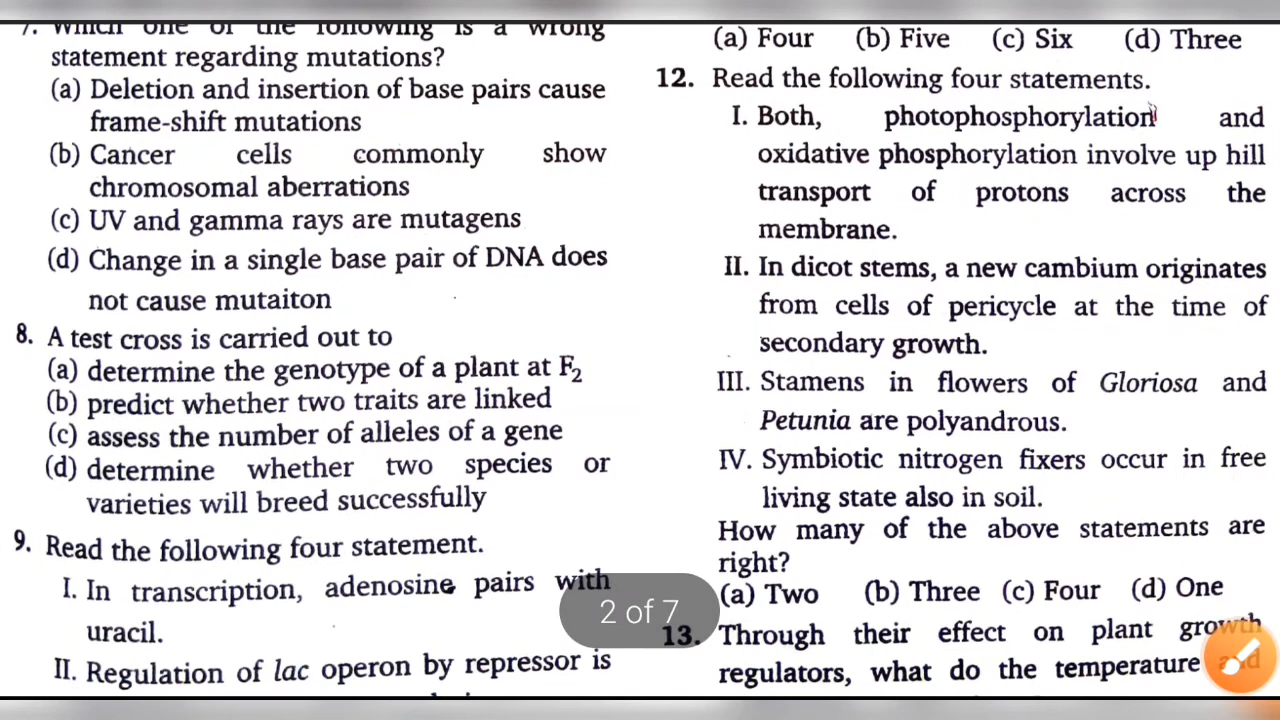 7. Which one of the following is a wrong
statement regarding mutations?
(a) Deletion and insertion of base pairs cause
frame-shift mutations
(b) Cancer cells commonly show
chromosomal aberrations
(c) UV and gamma rays are mutagens
(d) Change in a single base pair of DNA does
not cause mutaiton
8. A test cross is carried out to
(a) determine the genotype of a plant at F₂
(b) predict whether two traits are linked
(c) assess the number of alleles of a gene
(d) determine whether two species or
varieties will breed successfully
9. Read the following four statement.
I. In transcription, adenosine pairs with
uracil.
II. Regulation of lac operon by repressor is
(a) Four (b) Five (c) Six (d) Three
12. Read the following four statements.
I. Both, photophosphorylation and
oxidative phosphorylation involve up hill
transport of protons across the
membrane.
II. In dicot stems, a new cambium originates
from cells of pericycle at the time of
secondary growth.
III. Stamens in flowers of Gloriosa and
Petunia are polyandrous.
IV. Symbiotic nitrogen fixers occur in free
living state also in soil.
How many of the above statements are
right?
(a) Two (b) Three (c) Four (d) One
13. Through their effect on plant growth
regulators, what do the temperature and
2 of 7